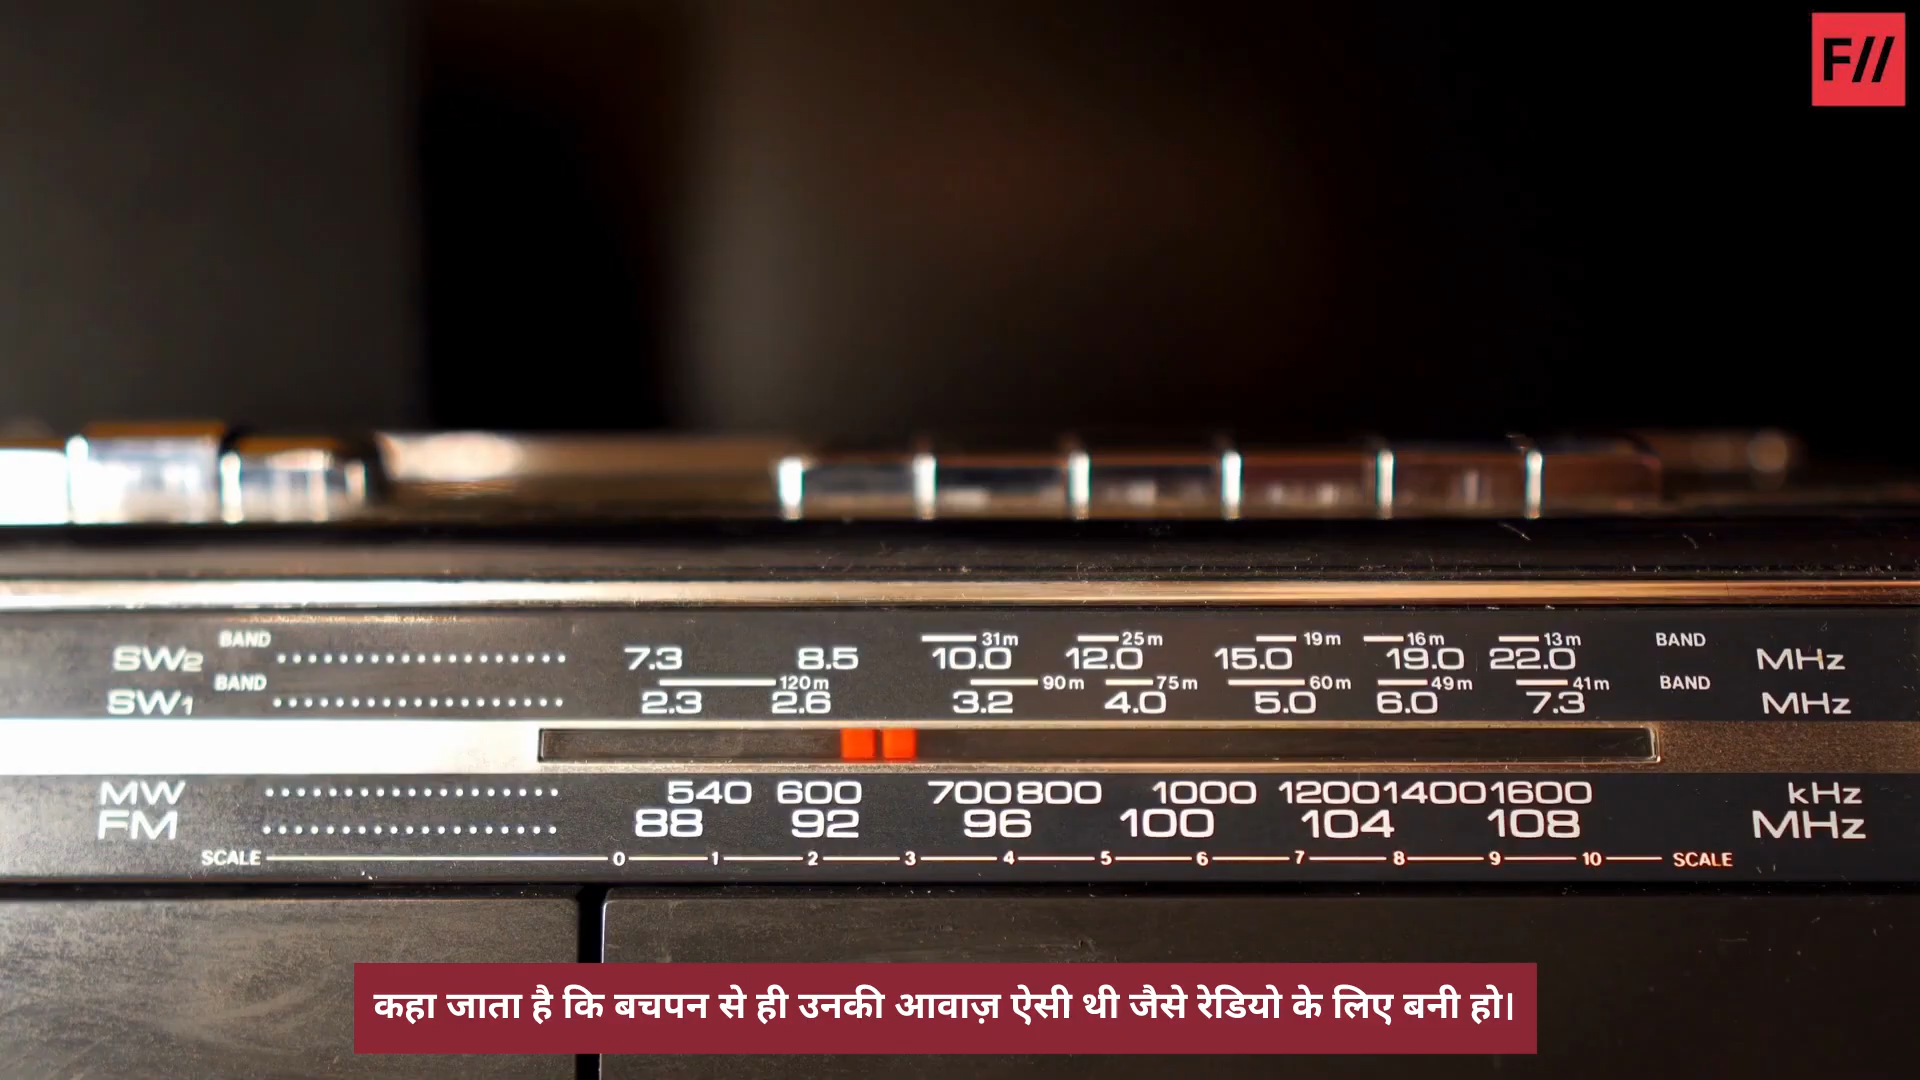 F//
BAND 31m 25m 19m 16m 13m BAND
SW2 7.3 8.5 10.0 12.0 15.0 19.0 22.0 MHz
BAND 120m 90m 75m 60m 49m 41m BAND
SW1 2.3 2.6 3.2 4.0 5.0 6.0 7.3 MHz
MW 540 600 700 800 1000 1200 1400 1600 kHz
FM 88 92 96 100 104 108 MHz
SCALE 0 1 2 3 4 5 6 7 8 9 10 SCALE
कहा जाता है कि बचपन से ही उनकी आवाज़ ऐसी थी जैसे रेडियो के लिए बनी हो।